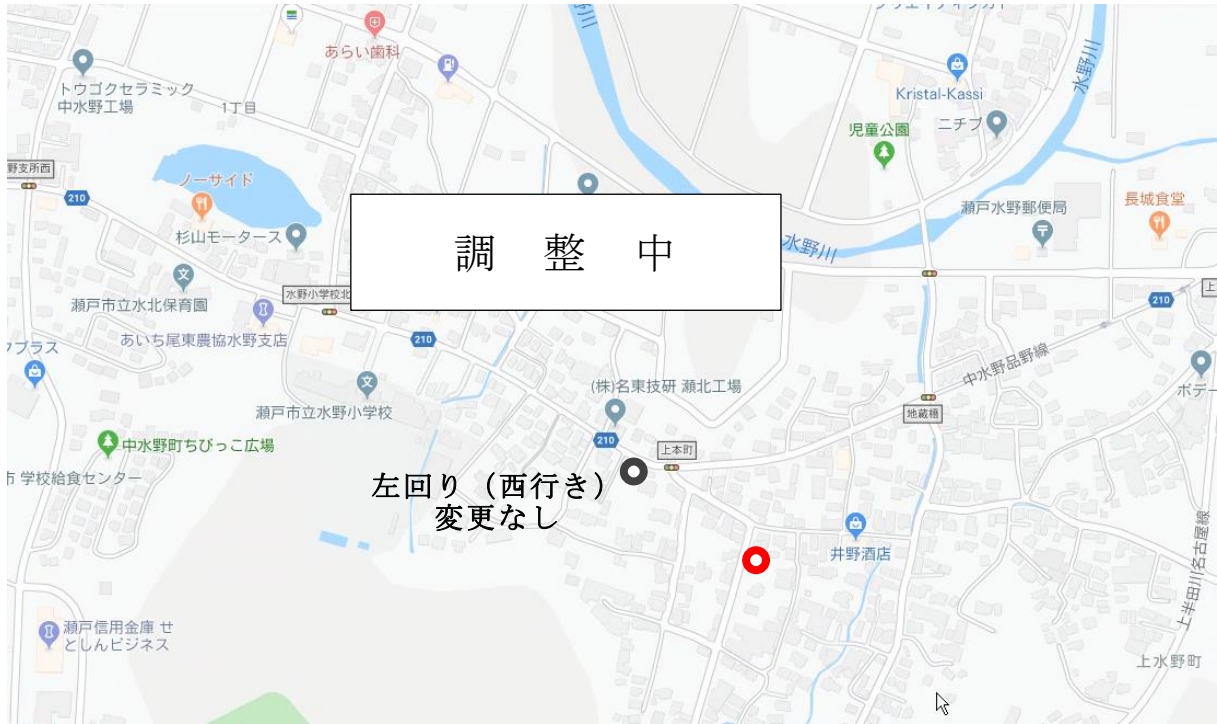 あらい歯科
トウゴクセラミック
中水野工場
1丁目
Kristal-Kassi
水野川
児童公園
ニチブ
野支所西
210
ノーサイド
長城食堂
瀬戸水野郵便局
杉山モータース
調 整 中
水野川
瀬戸市立水北保育園
水野小学校北
210
上
あいち尾東農協水野支店
210
クプラス
中水野品野線
(株)名東技研 瀬北工場
ボデー
瀬戸市立水野小学校
地蔵橋
中水野町ちびっこ広場
210
上本町
市 学校給食センター
左回り（西行き）
変更なし
井野酒店
上半田川名古屋線
瀬戸信用金庫 せ
としんビジネス
上水野町